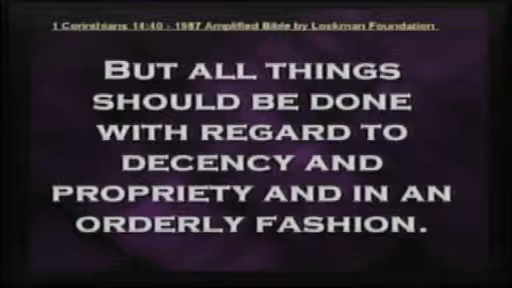 1 Corinthians 14:40 - 1987 Amplified Bible by Lockman Foundation
BUT ALL THINGS
SHOULD BE DONE
WITH REGARD TO
DECENCY AND
PROPRIETY AND IN AN
ORDERLY FASHION.